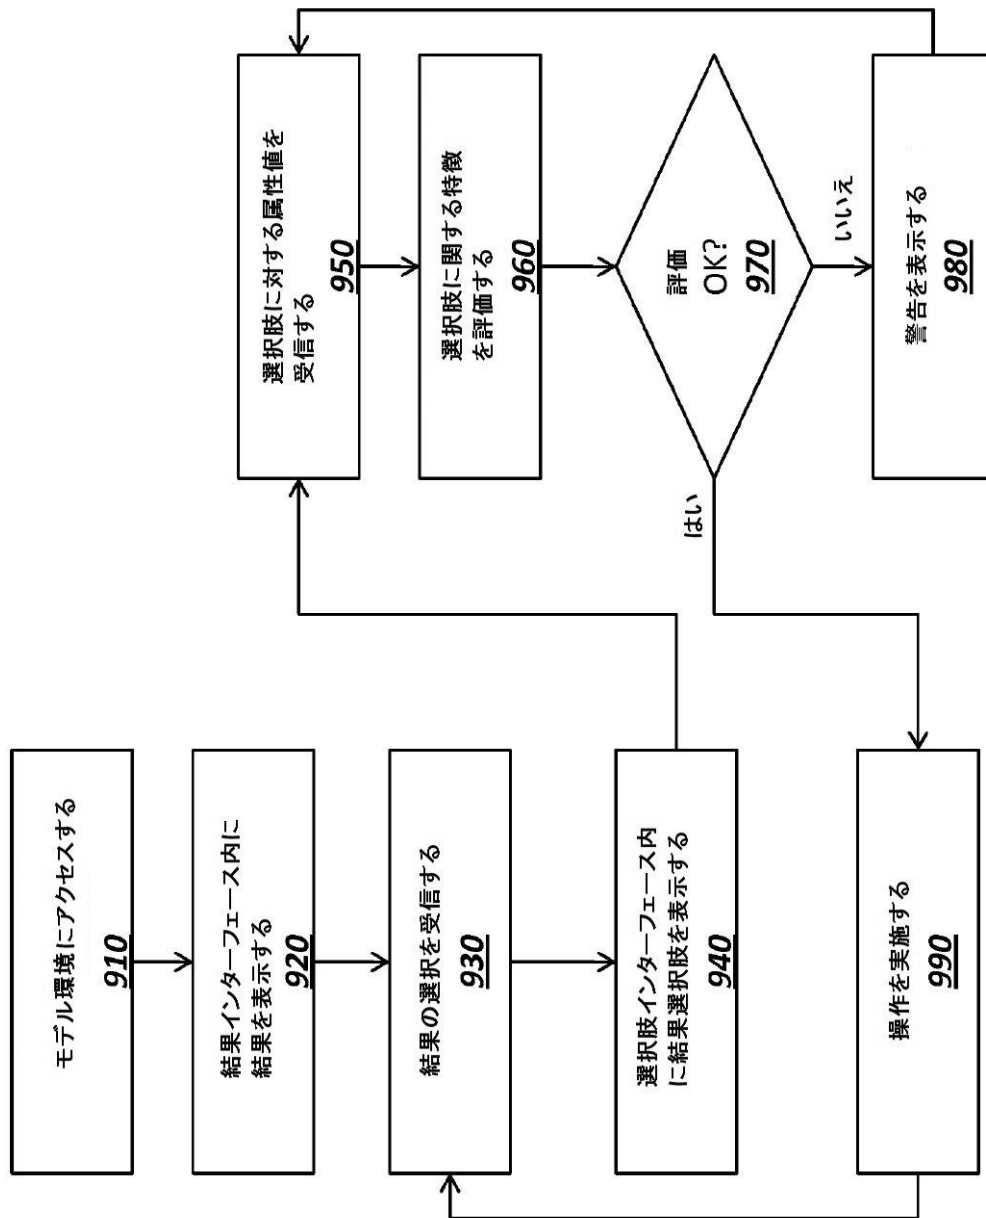 モデル環境にアクセスする
910
結果インターフェース内に
結果を表示する
920
結果の選択を受信する
930
選択肢インターフェース内
に結果選択肢を表示する
940
選択肢に対する属性値を
受信する
950
選択肢に関する特徴
を評価する
960
評価
OK?
970
いいえ
はい
警告を表示する
980
操作を実施する
990